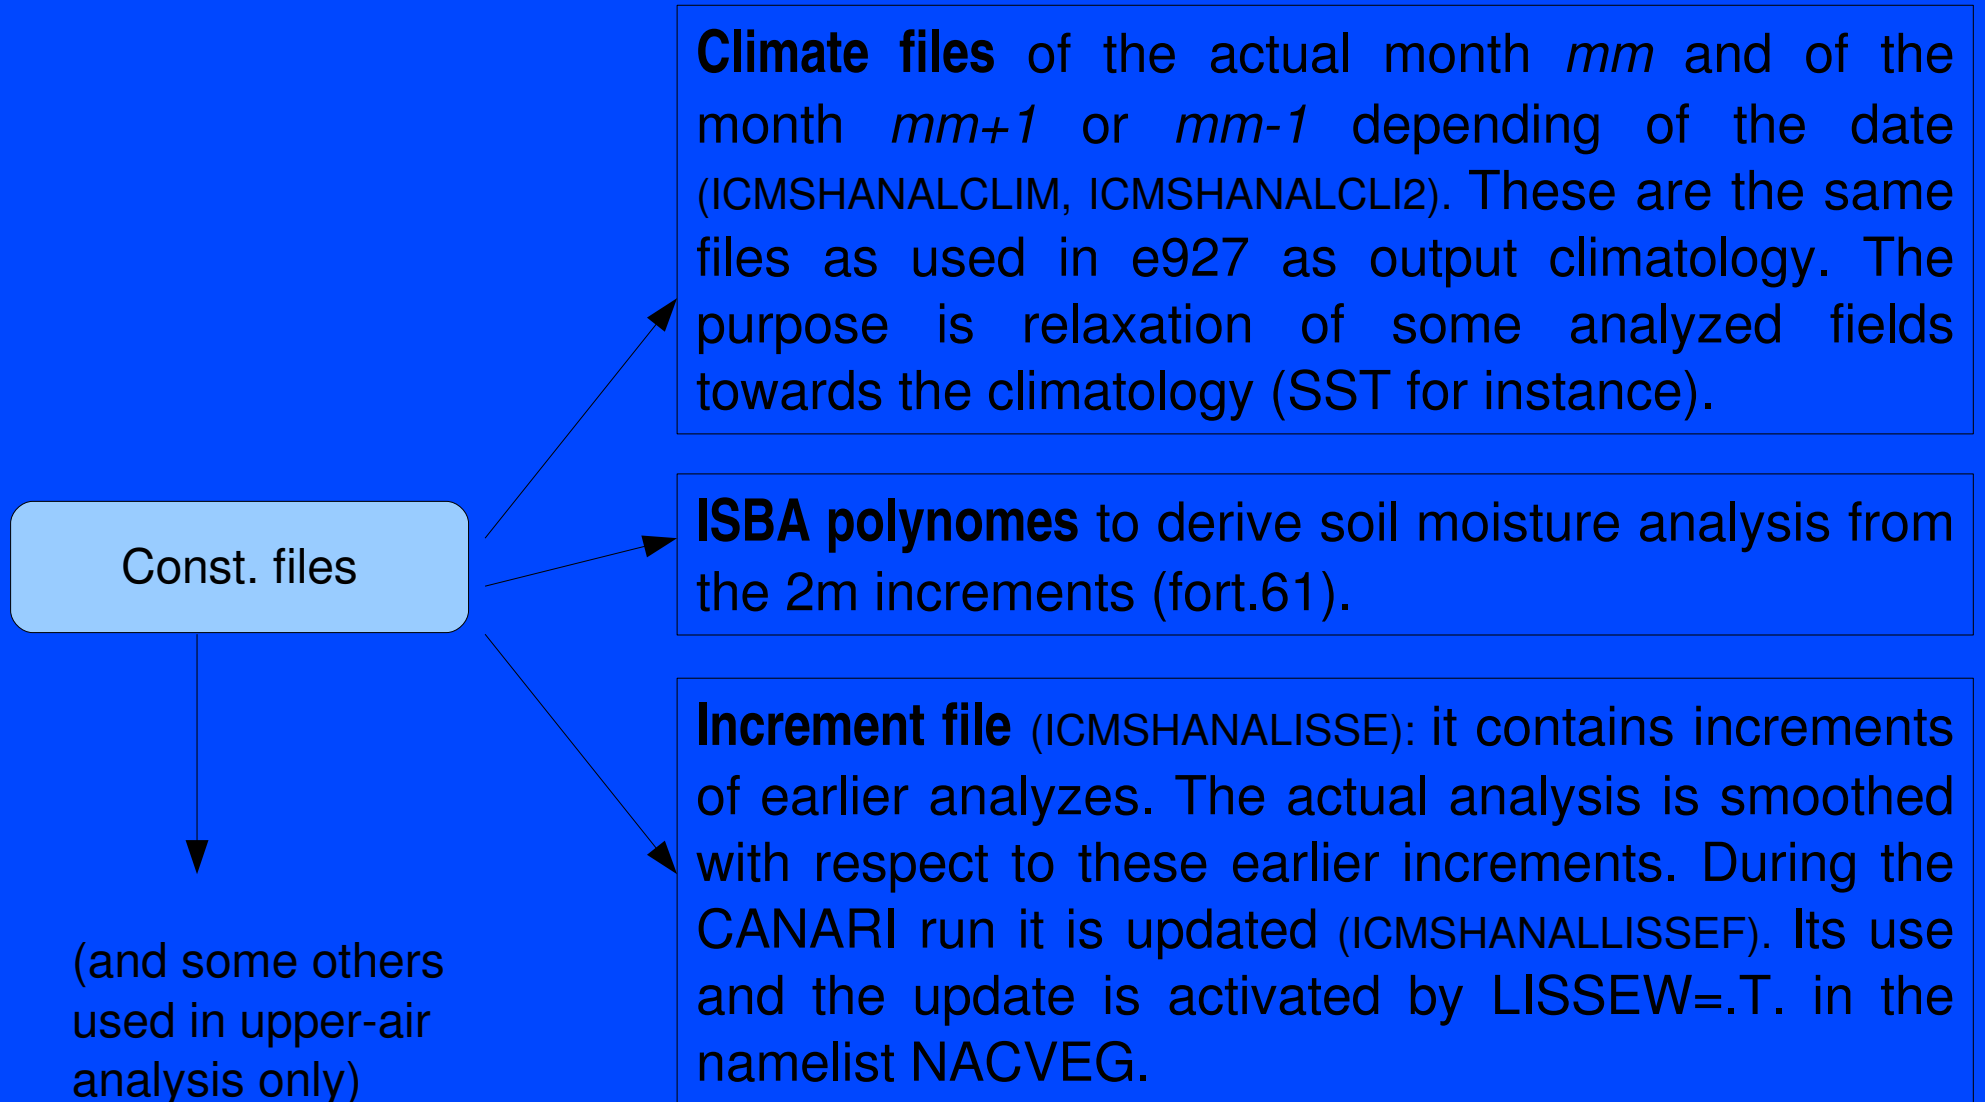 Climate files of the actual month mm and of the
month mm+1 or mm-1 depending of the date
(ICMSHANALCLIM, ICMSHANALCLI2). These are the same
files as used in e927 as output climatology. The
purpose is relaxation of some analyzed fields
towards the climatology (SST for instance).
ISBA polynomes to derive soil moisture analysis from
the 2m increments (fort.61).
Const. files
Increment file (ICMSHANALISSE): it contains increments
of earlier analyzes. The actual analysis is smoothed
with respect to these earlier increments. During the
CANARI run it is updated (ICMSHANALLISSEF). Its use
and the update is activated by LISSEW=.T. in the
namelist NACVEG.
(and some others
used in upper-air
analysis only)